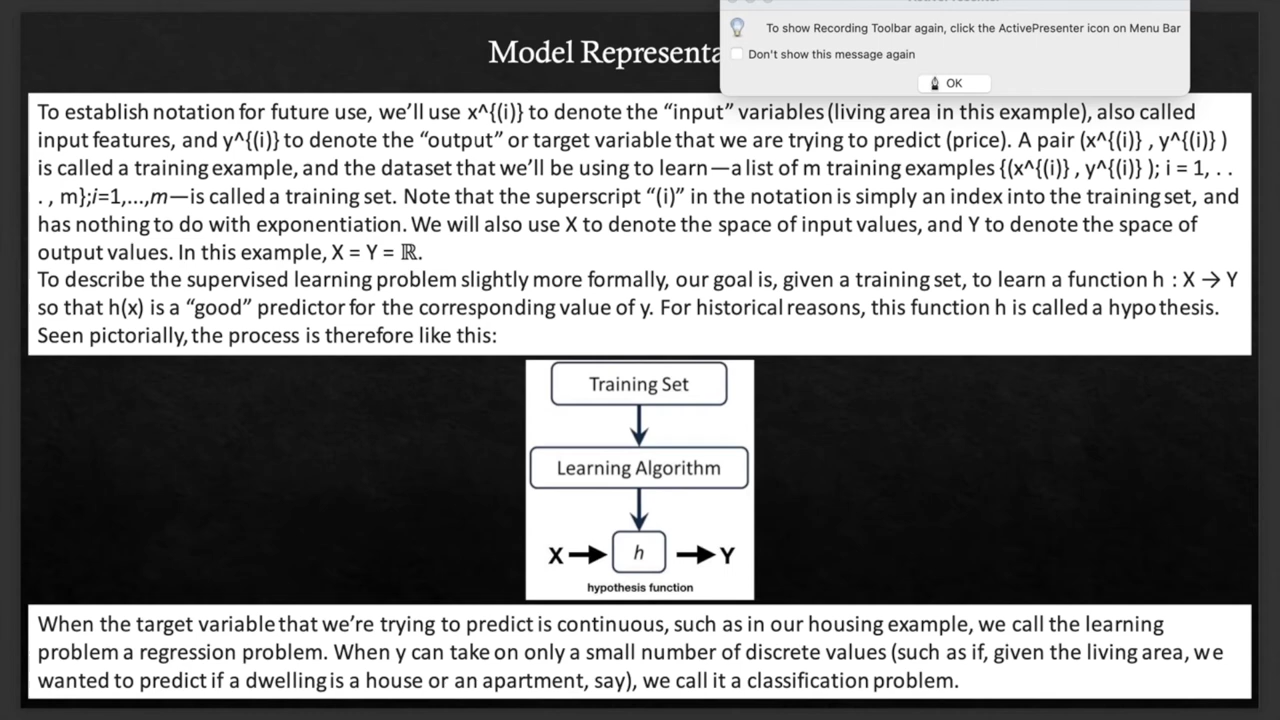 Model Representa
To show Recording Toolbar again, click the ActivePresenter icon on Menu Bar
Don't show this message again
OK
To establish notation for future use, we’ll use x^{(i)} to denote the “input” variables (living area in this example), also called
input features, and y^{(i)} to denote the “output” or target variable that we are trying to predict (price). A pair (x^{(i)} , y^{(i)} )
is called a training example, and the dataset that we’ll be using to learn—a list of m training examples {(x^{(i)} , y^{(i)} ); i = 1, . .
. , m};i=1,...,m—is called a training set. Note that the superscript “(i)” in the notation is simply an index into the training set, and
has nothing to do with exponentiation. We will also use X to denote the space of input values, and Y to denote the space of
output values. In this example, X = Y = ℝ.
To describe the supervised learning problem slightly more formally, our goal is, given a training set, to learn a function h : X → Y
so that h(x) is a “good” predictor for the corresponding value of y. For historical reasons, this function h is called a hypothesis.
Seen pictorially, the process is therefore like this:
Training Set
Learning Algorithm
X h Y
hypothesis function
When the target variable that we’re trying to predict is continuous, such as in our housing example, we call the learning
problem a regression problem. When y can take on only a small number of discrete values (such as if, given the living area, we
wanted to predict if a dwelling is a house or an apartment, say), we call it a classification problem.